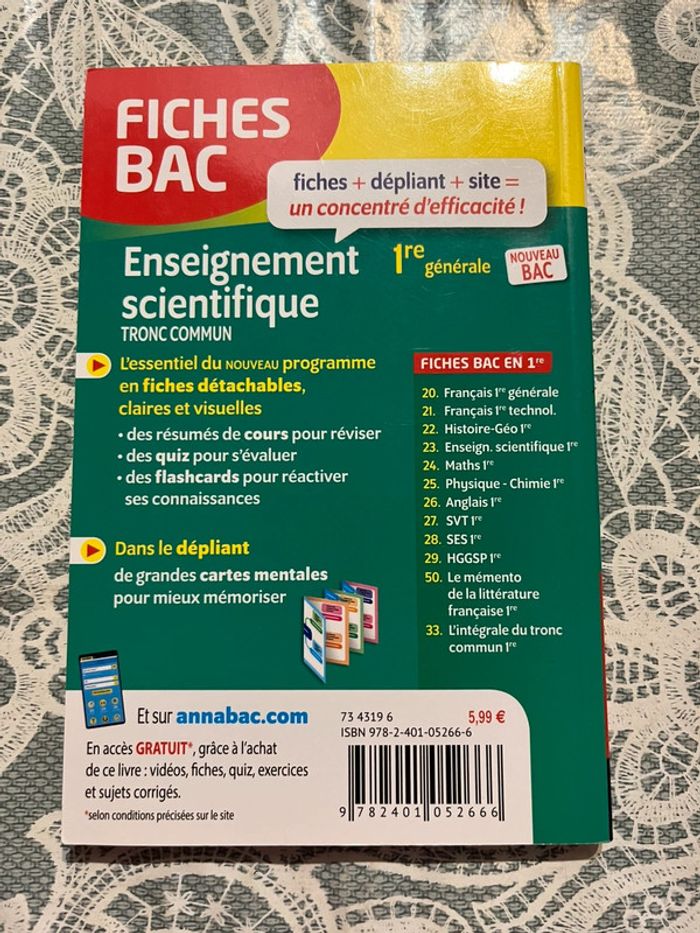 FICHES
BAC
fiches + dépliant + site =
un concentré d'efficacité !
Enseignement
scientifique
TRONC COMMUN
1re générale
NOUVEAU
BAC
L'essentiel du NOUVEAU programme
en fiches détachables,
claires et visuelles
• des résumés de cours pour réviser
• des quiz pour s'évaluer
• des flashcards pour réactiver
ses connaissances
Dans le dépliant
de grandes cartes mentales
pour mieux mémoriser
FICHES BAC EN 1re
20. Français 1re générale
21. Français 1re technol.
22. Histoire-Géo 1re
23. Enseign. scientifique 1re
24. Maths 1re
25. Physique - Chimie 1re
26. Anglais 1re
27. SVT 1re
28. SES 1re
29. HGGSP 1re
50. Le mémento
de la littérature
française 1re
33. L'intégrale du tronc
commun 1re
Et sur annabac.com
En accès GRATUIT*, grâce à l'achat
de ce livre : vidéos, fiches, quiz, exercices
et sujets corrigés.
*selon conditions précisées sur le site
73 4319 6
5,99 €
ISBN 978-2-401-05266-6
9 782401 052666